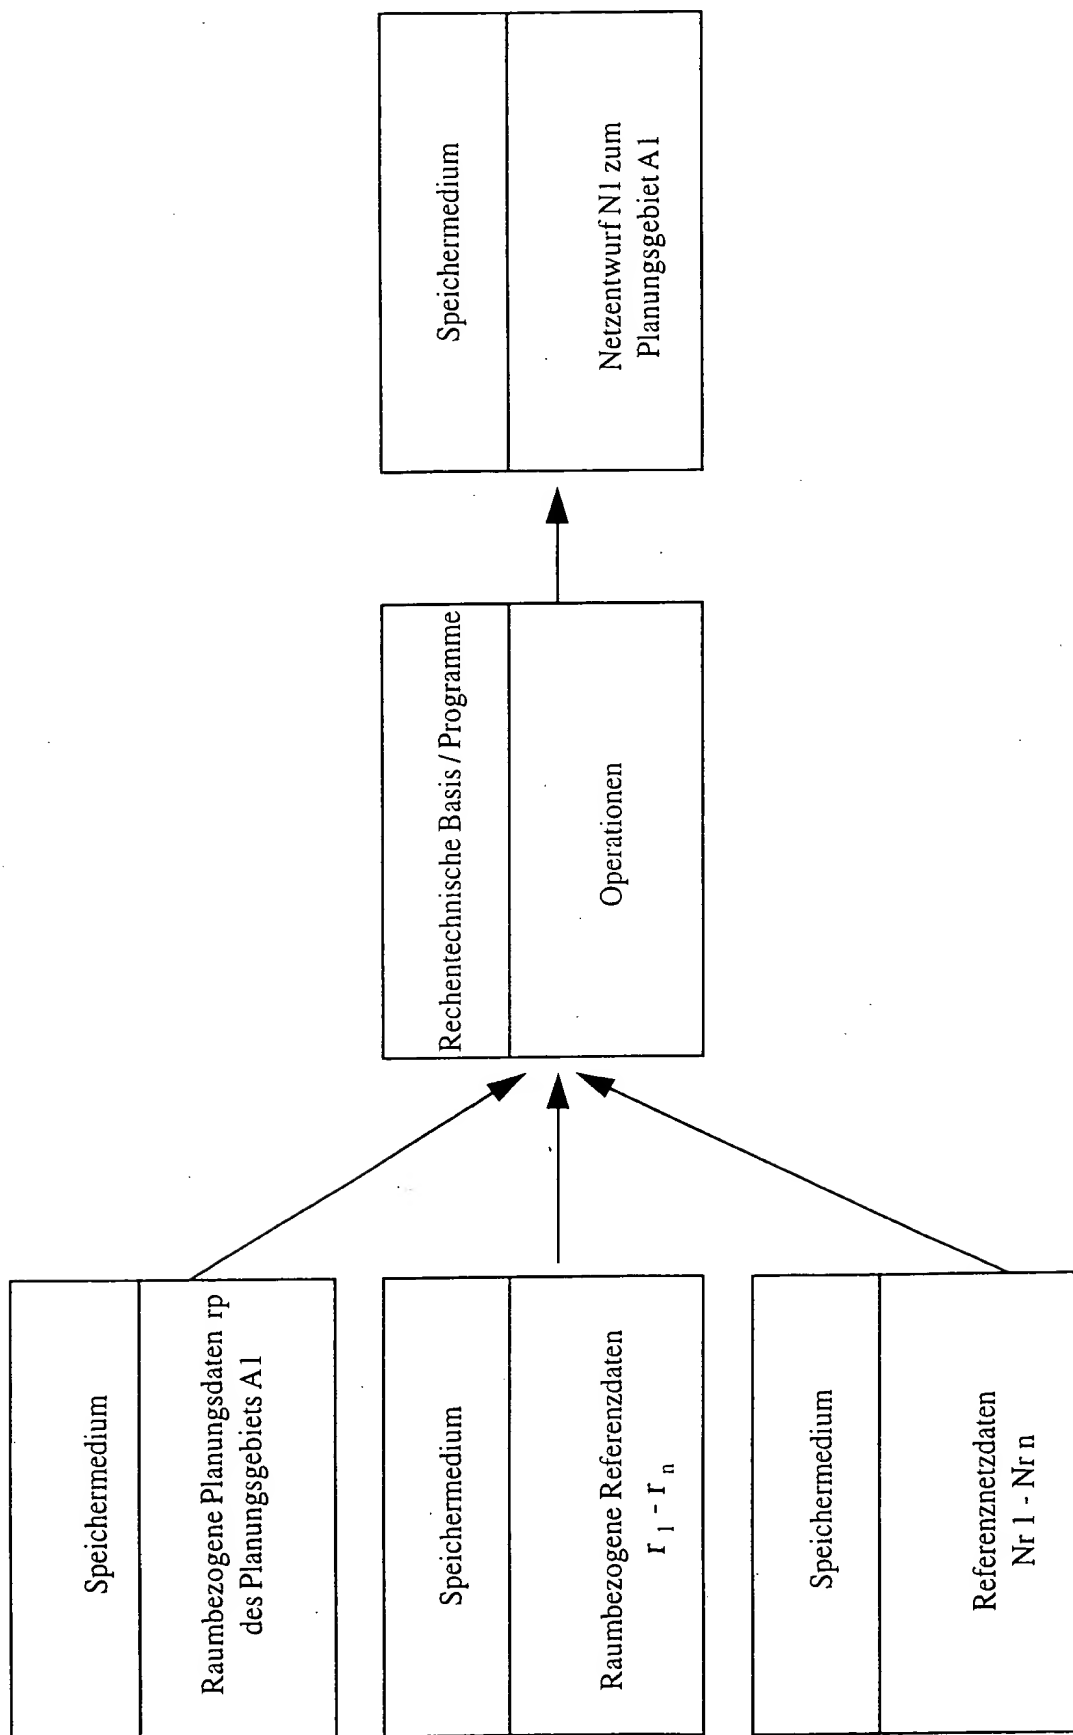 Speichermedium
Raumbezogene Planungsdaten rp
des Planungsgebiets A1
Speichermedium
Raumbezogene Referenzdaten
r 1 - r n
Speichermedium
Referenznetzdaten
Nr 1 - Nr n
Rechentechnische Basis / Programme
Operationen
Speichermedium
Netzentwurf N1 zum
Planungsgebiet A1